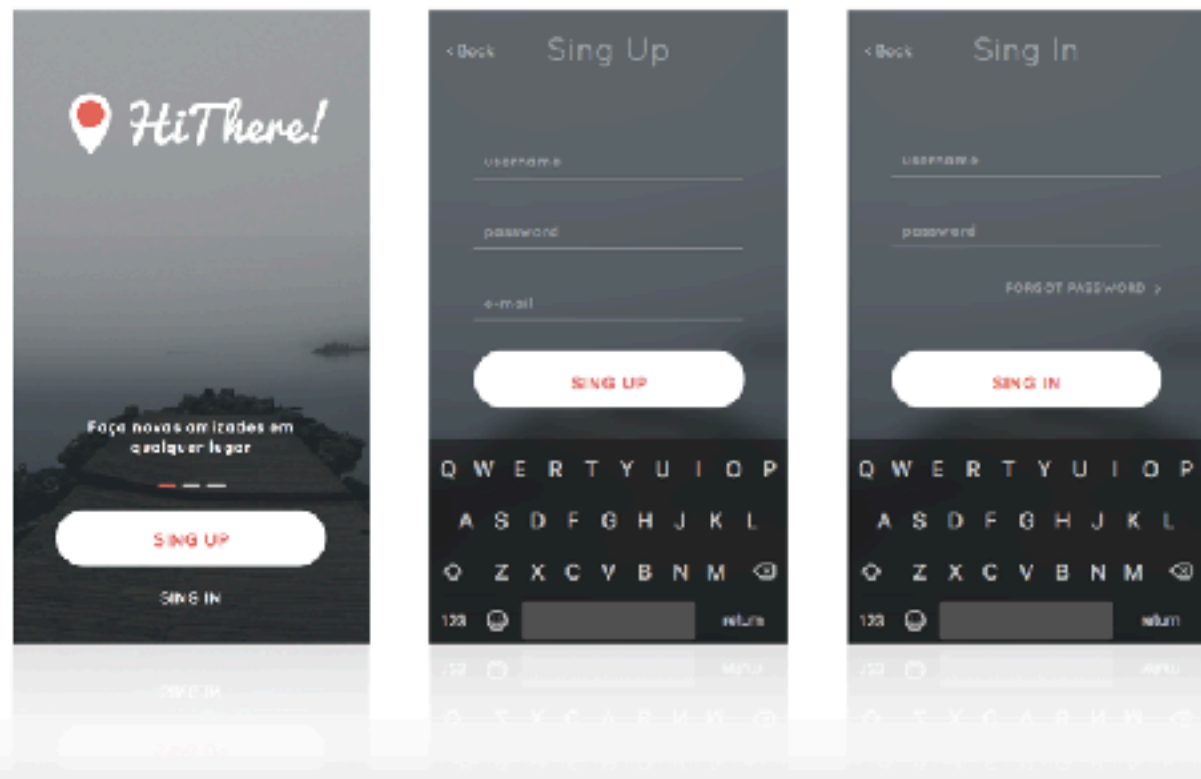 HiThere!
Faça novas amizades em
qualquer lugar
SING UP
SING IN
< Back
Sing Up
username
password
e-mail
SING UP
Q W E R T Y U I O P
A S D F G H J K L
Z X C V B N M
123
return
< Back
Sing In
username
password
FORGOT PASSWORD >
SING IN
Q W E R T Y U I O P
A S D F G H J K L
Z X C V B N M
123
return